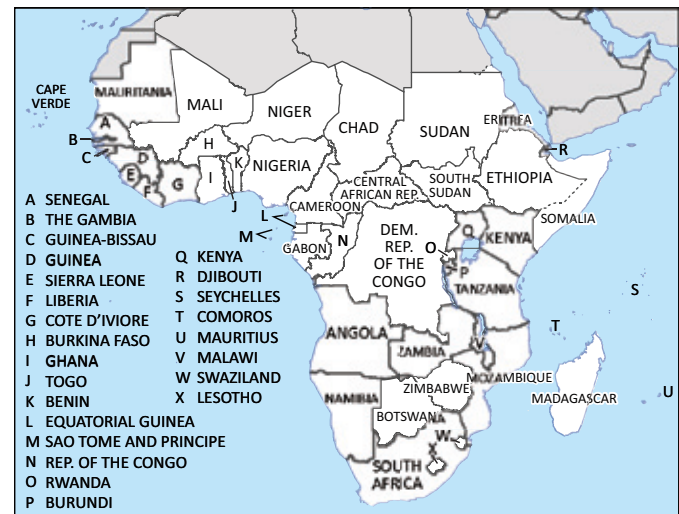 CAPE
VERDE
MAURITANIA
MALI
NIGER
CHAD
SUDAN
ERITREA
A
B
C
D
E
F
G
H
I
J
K
NIGERIA
R
ETHIOPIA
SOUTH
SUDAN
CENTRAL
AFRICAN REP.
CAMEROON
L
M
GABON
N
DEM.
REP.
OF THE
CONGO
O
P
Q
KENYA
SOMALIA
TANZANIA
S
T
U
ANGOLA
ZAMBIA
V
MOZAMBIQUE
MADAGASCAR
ZIMBABWE
NAMIBIA
BOTSWANA
NA
W
X
SOUTH
AFRICA
A SENEGAL
B THE GAMBIA
C GUINEA-BISSAU
D GUINEA
E SIERRA LEONE
F LIBERIA
G COTE D'IVIORE
H BURKINA FASO
I GHANA
J TOGO
K BENIN
L EQUATORIAL GUINEA
M SAO TOME AND PRINCIPE
N REP. OF THE CONGO
O RWANDA
P BURUNDI
Q KENYA
R DJIBOUTI
S SEYCHELLES
T COMOROS
U MAURITIUS
V MALAWI
W SWAZILAND
X LESOTHO